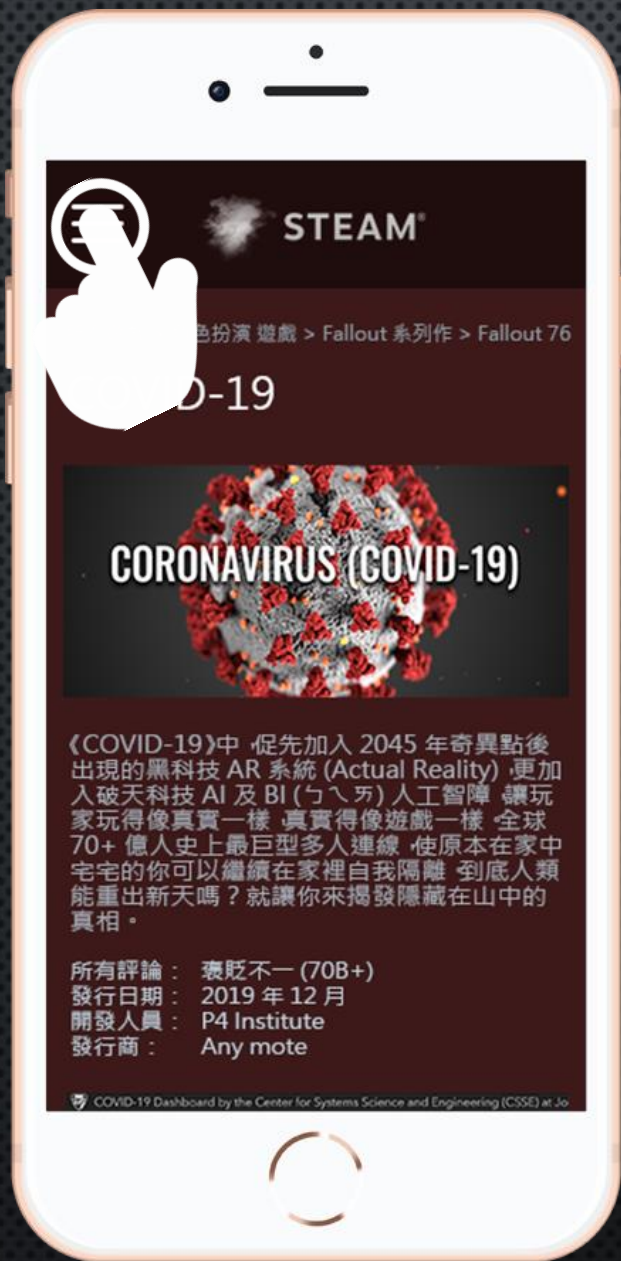 STEAM®
色扮演 遊戲 > Fallout 系列作 > Fallout 76
D-19
CORONAVIRUS (COVID-19)
《COVID-19》中，促先加入 2045 年奇異點後
出現的黑科技 AR 系統 (Actual Reality)，更加
入破天科技 AI 及 BI (ㄅㄟㄞ) 人工智障，讓玩
家玩得像真實一樣，真實得像遊戲一樣，全球
70+ 億人史上最巨型多人連線，使原本在家中
宅宅的你可以繼續在家裡自我隔離，到底人類
能重出新天嗎？就讓你來揭發隱藏在山中的
真相。
所有評論： 褒貶不一 (70B+)
發行日期： 2019 年 12 月
開發人員： P4 Institute
發行商： Any mote
COVID-19 Dashboard by the Center for Systems Science and Engineering (CSSE) at Jo